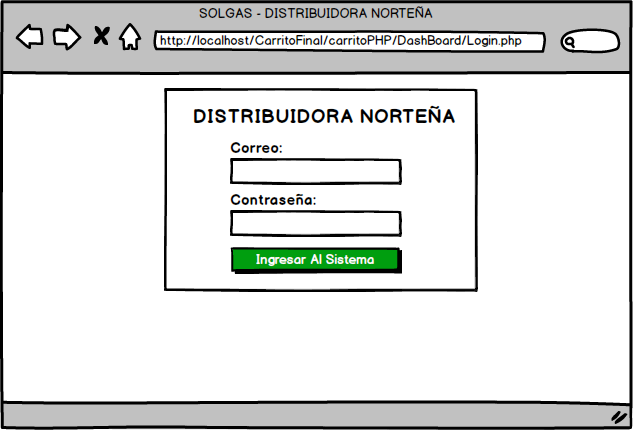 SOLGAS - DISTRIBUIDORA NORTEÑA
http://localhost/CarritoFinal/carritoPHP/DashBoard/Login.php
DISTRIBUIDORA NORTEÑA
Correo:
Contraseña:
Ingresar Al Sistema